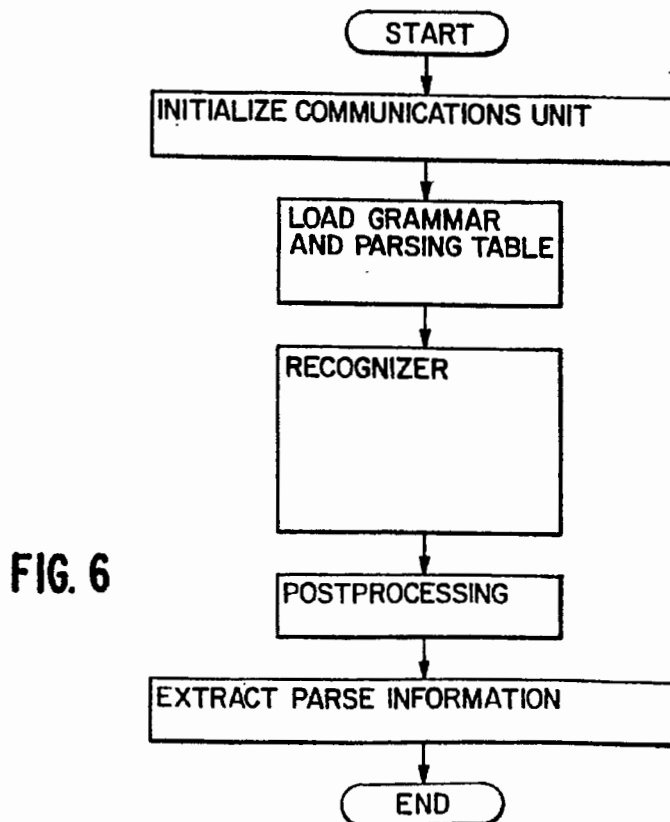 START
INITIALIZE COMMUNICATIONS UNIT
LOAD GRAMMAR
AND PARSING TABLE
RECOGNIZER
FIG. 6
POSTPROCESSING
EXTRACT PARSE INFORMATION
END